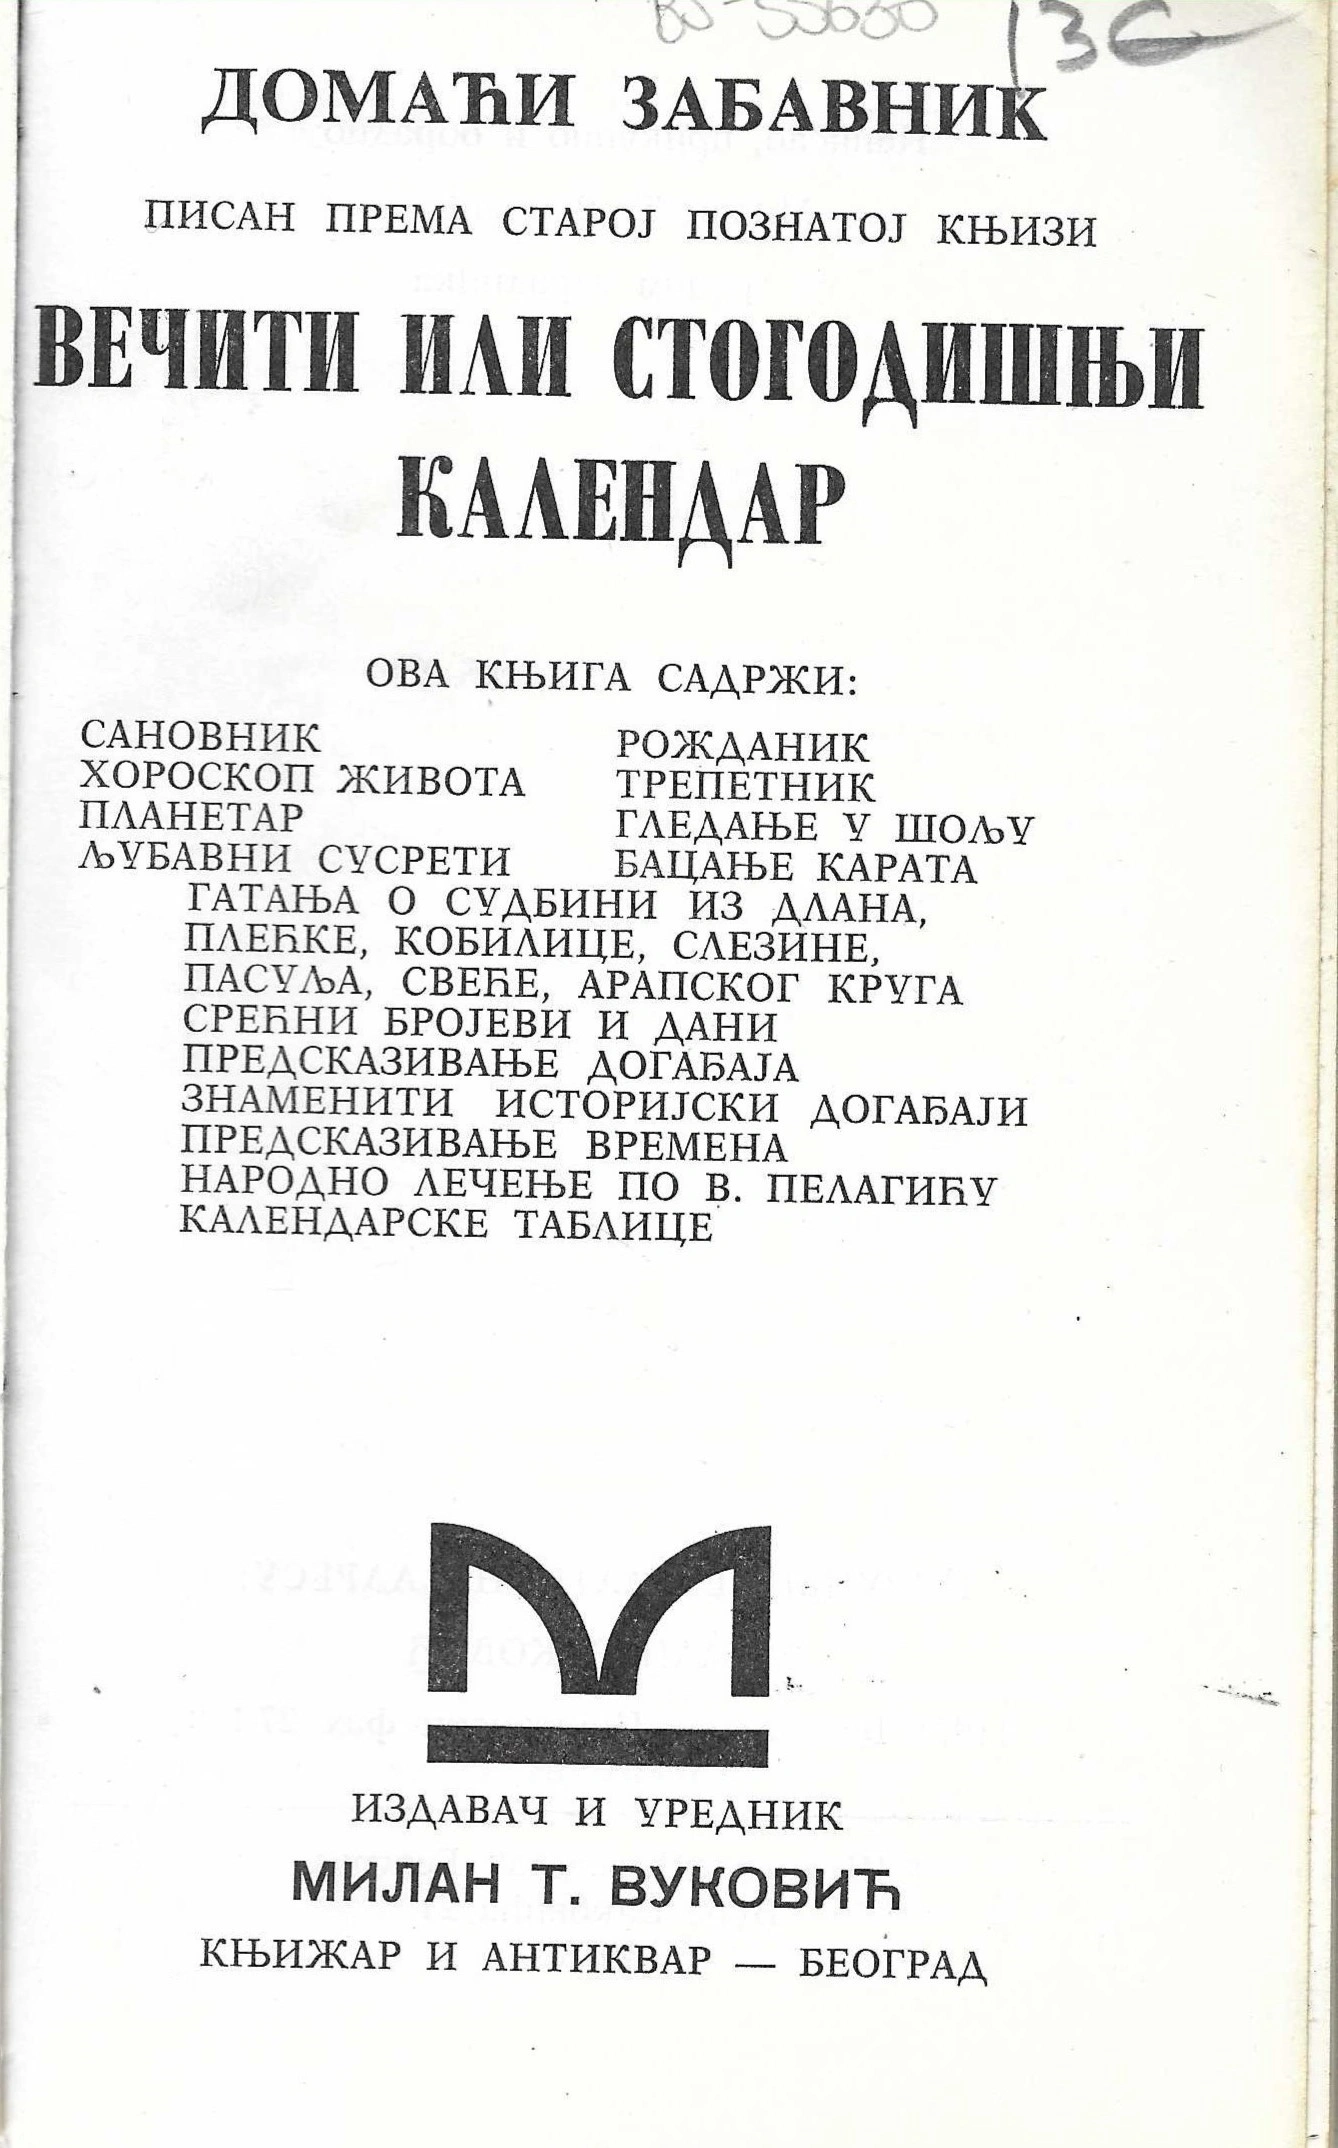 ДОМАЋИ ЗАБАВНИК
ПИСАН ПРЕМА СТАРОЈ ПОЗНАТОЈ КЊИЗИ
ВЕЧИТИ ИЛИ СТОГОДИШЊИ
КАЛЕНДАР
ОВА КЊИГА САДРЖИ:
САНОВНИК
ХОРОСКОП ЖИВОТА
ПЛАНЕТАР
ЉУБАВНИ СУСРЕТИ
РОЖДАНИК
ТРЕПЕТНИК
ГЛЕДАЊЕ У ШОЉУ
БАЦАЊЕ КАРАТА
ГАТАЊА О СУДБИНИ ИЗ ДЛАНА,
ПЛЕЋКЕ, КОБИЛИЦЕ, СЛЕЗИНЕ,
ПАСУЉА, СВЕЋЕ, АРАПСКОГ КРУГА
СРЕЋНИ БРОЈЕВИ И ДАНИ
ПРЕДСКАЗИВАЊЕ ДОГАЂАЈА
ЗНАМЕНИТИ ИСТОРИЈСКИ ДОГАЂАЈИ
ПРЕДСКАЗИВАЊЕ ВРЕМЕНА
НАРОДНО ЛЕЧЕЊЕ ПО В. ПЕЛАГИЋУ
КАЛЕНДАРСКЕ ТАБЛИЦЕ
ИЗДАВАЧ И УРЕДНИК
МИЛАН Т. ВУКОВИЋ
КЊИЖАР И АНТИКВАР — БЕОГРАД